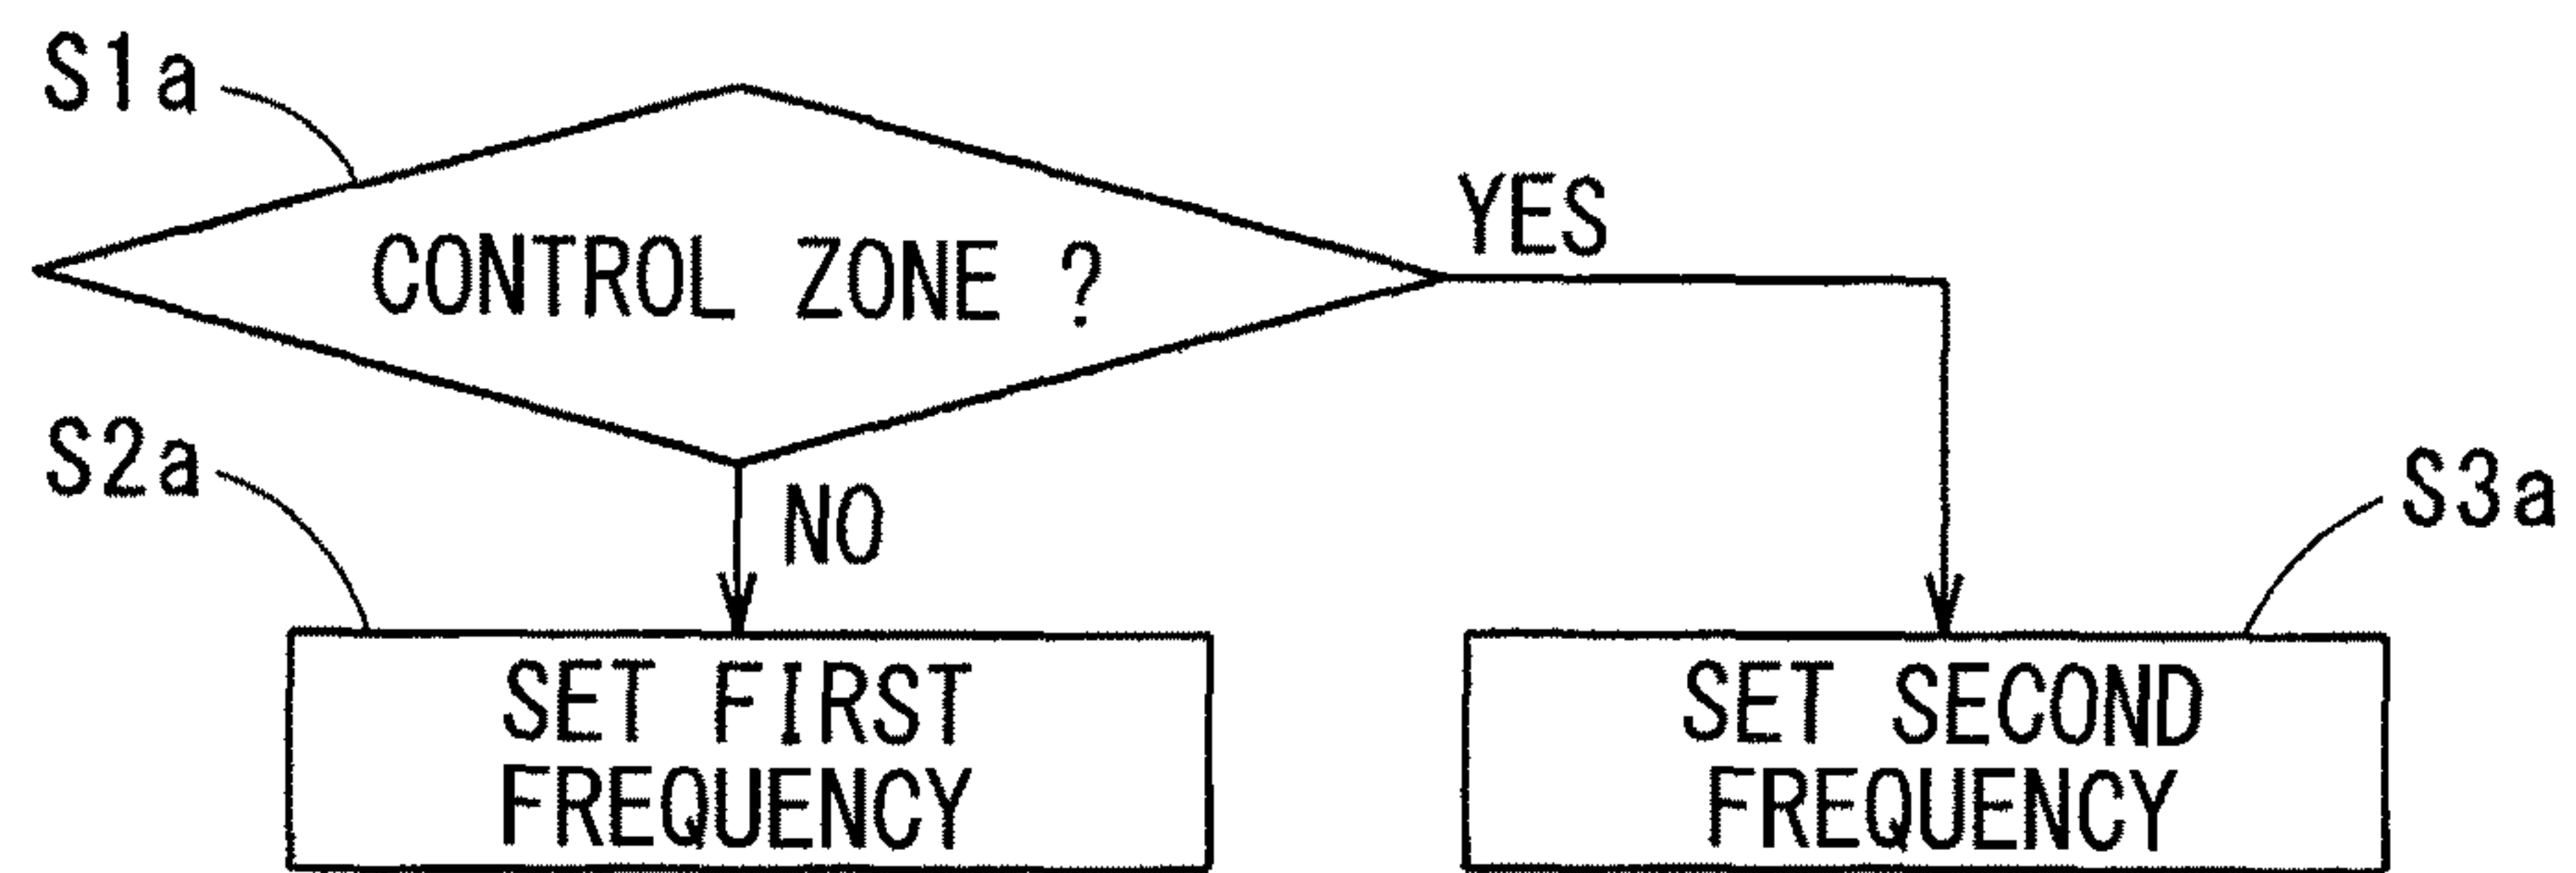 S1a
CONTROL ZONE ?
YES
S2a
NO
S3a
SET FIRST
FREQUENCY
SET SECOND
FREQUENCY